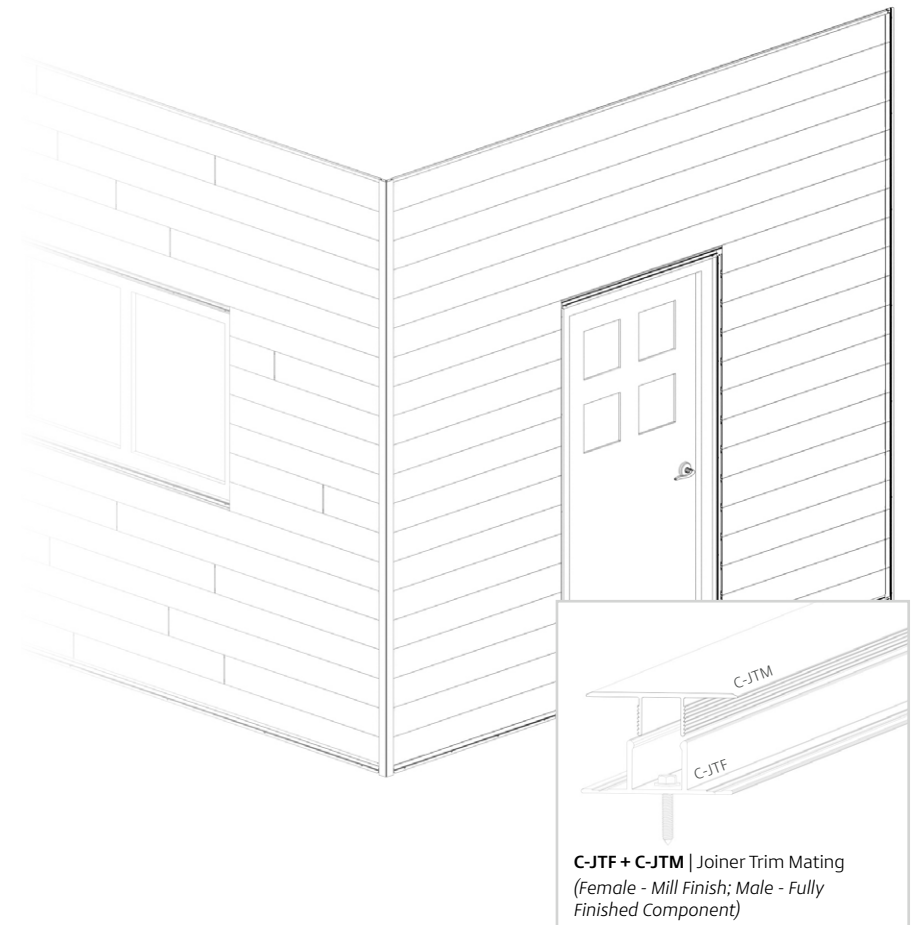 C-JTM
C-JTF
C-JTF + C-JTM | Joiner Trim Mating
(Female - Mill Finish; Male - Fully
Finished Component)